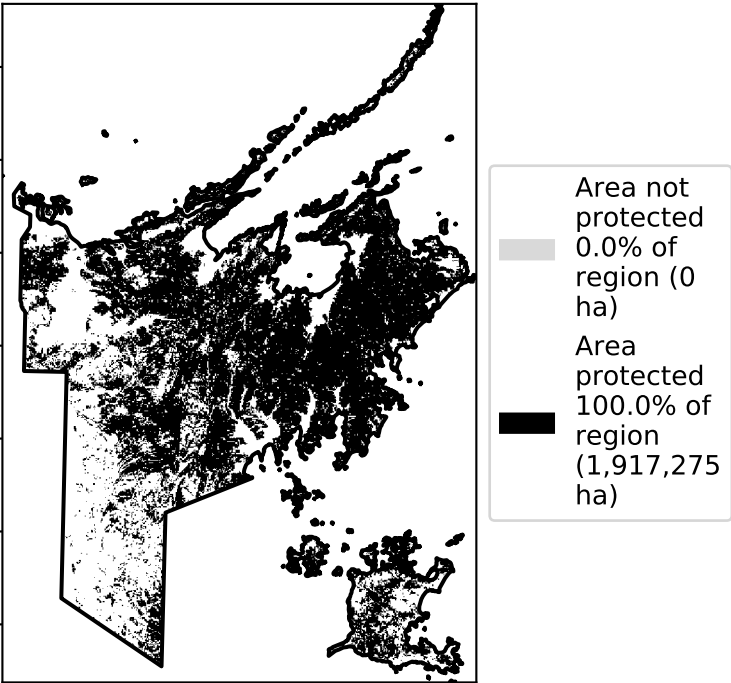 Area not
protected
0.0% of
region (0
ha)
Area
protected
100.0% of
region
(1,917,275
ha)